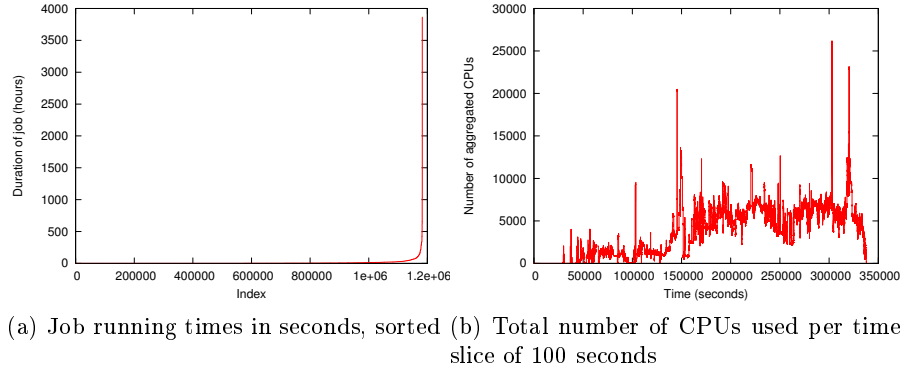 4000
3500
3000
2500
2000
1500
1000
500
0
Duration of job (hours)
0 200000 400000 600000 800000 1e+06 1.2e+06
Index
30000
25000
20000
15000
10000
5000
0
Number of aggregated CPUs
0 50000 100000 150000 200000 250000 300000 350000
Time (seconds)
(a) Job running times in seconds, sorted
(b) Total number of CPUs used per time
slice of 100 seconds